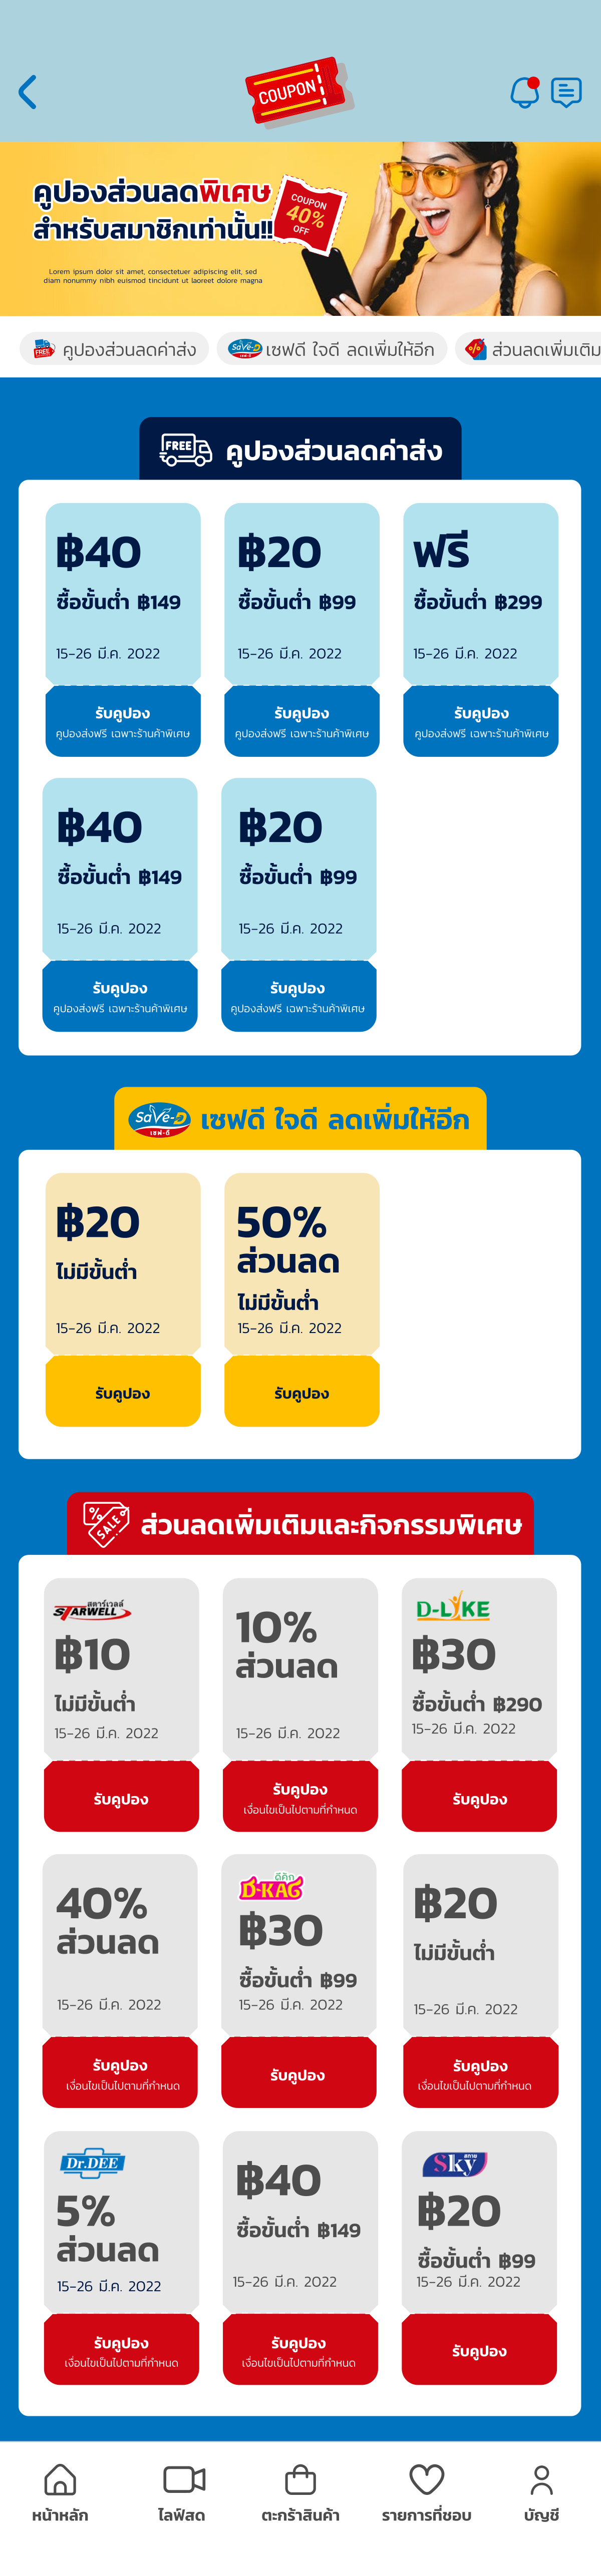 COUPON
คูปองส่วนลดพิเศษ
สำหรับสมาชิกเท่านั้น!!
COUPON
40%
OFF
Lorem ipsum dolor sit amet, consectetuer adipiscing elit, sed
diam nonummy nibh euismod tincidunt ut laoreet dolore magna
FREE คูปองส่วนลดค่าส่ง
Save-D เซฟ-ดี เซฟดี ใจดี ลดเพิ่มให้อีก
% ส่วนลดเพิ่มเติม
FREE คูปองส่วนลดค่าส่ง
฿40
ซื้อขั้นต่ำ ฿149
15-26 มี.ค. 2022
รับคูปอง
คูปองส่งฟรี เฉพาะร้านค้าพิเศษ
฿20
ซื้อขั้นต่ำ ฿99
15-26 มี.ค. 2022
รับคูปอง
คูปองส่งฟรี เฉพาะร้านค้าพิเศษ
ฟรี
ซื้อขั้นต่ำ ฿299
15-26 มี.ค. 2022
รับคูปอง
คูปองส่งฟรี เฉพาะร้านค้าพิเศษ
฿40
ซื้อขั้นต่ำ ฿149
15-26 มี.ค. 2022
รับคูปอง
คูปองส่งฟรี เฉพาะร้านค้าพิเศษ
฿20
ซื้อขั้นต่ำ ฿99
15-26 มี.ค. 2022
รับคูปอง
คูปองส่งฟรี เฉพาะร้านค้าพิเศษ
Save-D เซฟ-ดี เซฟดี ใจดี ลดเพิ่มให้อีก
฿20
ไม่มีขั้นต่ำ
15-26 มี.ค. 2022
รับคูปอง
50%
ส่วนลด
ไม่มีขั้นต่ำ
15-26 มี.ค. 2022
รับคูปอง
% SALE ส่วนลดเพิ่มเติมและกิจกรรมพิเศษ
สตาร์เวลล์
STARWELL
฿10
ไม่มีขั้นต่ำ
15-26 มี.ค. 2022
รับคูปอง
10%
ส่วนลด
15-26 มี.ค. 2022
รับคูปอง
เงื่อนไขเป็นไปตามที่กำหนด
D-LIKE
฿30
ซื้อขั้นต่ำ ฿290
15-26 มี.ค. 2022
รับคูปอง
40%
ส่วนลด
15-26 มี.ค. 2022
รับคูปอง
เงื่อนไขเป็นไปตามที่กำหนด
ดีคัก
D-KAG
฿30
ซื้อขั้นต่ำ ฿99
15-26 มี.ค. 2022
รับคูปอง
฿20
ไม่มีขั้นต่ำ
15-26 มี.ค. 2022
รับคูปอง
เงื่อนไขเป็นไปตามที่กำหนด
Dr.DEE
5%
ส่วนลด
15-26 มี.ค. 2022
รับคูปอง
เงื่อนไขเป็นไปตามที่กำหนด
฿40
ซื้อขั้นต่ำ ฿149
15-26 มี.ค. 2022
รับคูปอง
เงื่อนไขเป็นไปตามที่กำหนด
สกาย
Sky
฿20
ซื้อขั้นต่ำ ฿99
15-26 มี.ค. 2022
รับคูปอง
หน้าหลัก
ไลฟ์สด
ตะกร้าสินค้า
รายการที่ชอบ
บัญชี